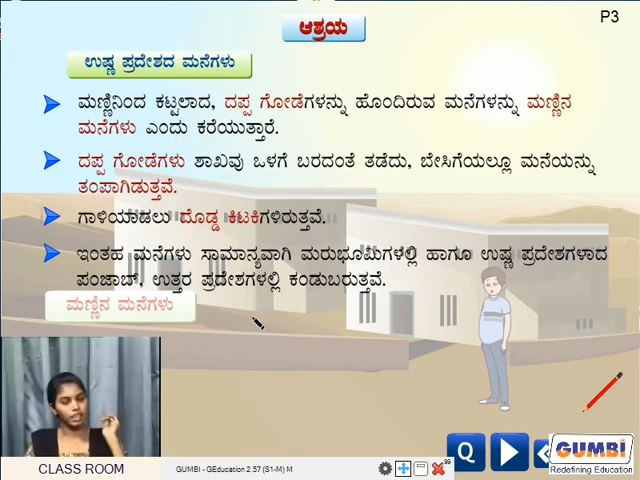 ಆಶ್ರಯ
P3
ಉಷ್ಣ ಪ್ರದೇಶದ ಮನೆಗಳು
ಮಣ್ಣಿನಿಂದ ಕಟ್ಟಲಾದ, ದಪ್ಪ ಗೋಡೆಗಳನ್ನು ಹೊಂದಿರುವ ಮನೆಗಳನ್ನು ಮಣ್ಣಿನ
ಮನೆಗಳು ಎಂದು ಕರೆಯುತ್ತಾರೆ.
ದಪ್ಪ ಗೋಡೆಗಳು ಶಾಖವು ಒಳಗೆ ಬರದಂತೆ ತಡೆದು, ಬೇಸಿಗೆಯಲ್ಲೂ ಮನೆಯನ್ನು
ತಂಪಾಗಿಡುತ್ತವೆ.
ಗಾಳಿಯಾಡಲು ದೊಡ್ಡ ಕಿಟಕಿಗಳಿರುತ್ತವೆ.
ಇಂತಹ ಮನೆಗಳು ಸಾಮಾನ್ಯವಾಗಿ ಮರುಭೂಮಿಗಳಲ್ಲಿ ಹಾಗೂ ಉಷ್ಣ ಪ್ರದೇಶಗಳಾದ
ಪಂಜಾಬ್, ಉತ್ತರ ಪ್ರದೇಶಗಳಲ್ಲಿ ಕಂಡುಬರುತ್ತವೆ.
ಮಣ್ಣಿನ ಮನೆಗಳು
Q
GUMBi
Redefining Education
CLASS ROOM
GUMBI - GEducation 2.57 (S1-M) M
99